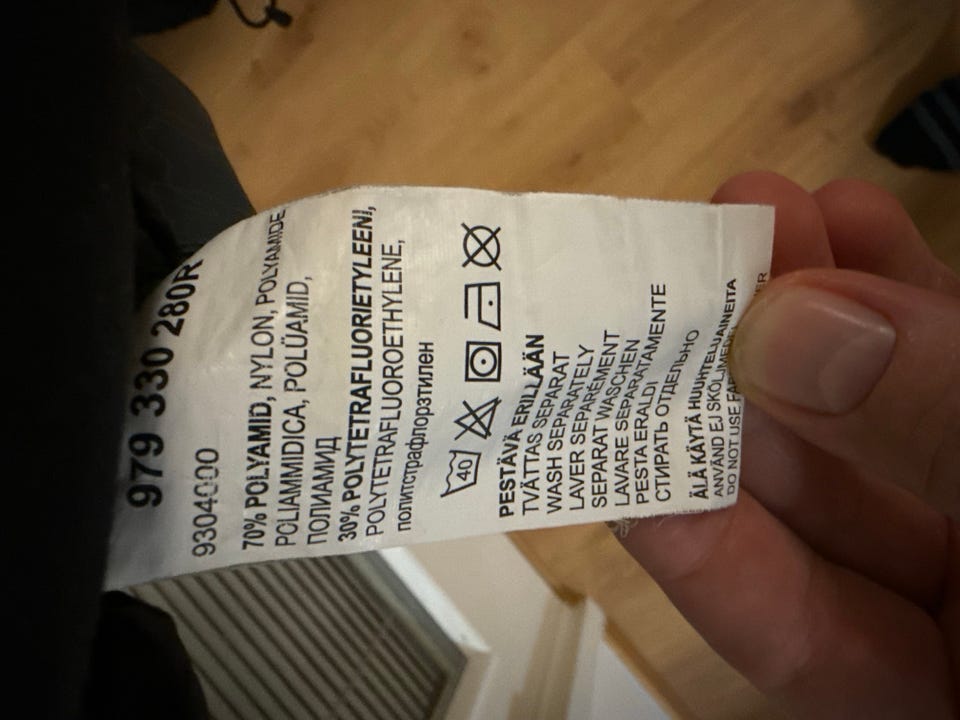 979 330 280R
9304000
70% POLYAMID, NYLON, POLYAMIDE
POLIAMMIDICA, POLÜAMID,
ПОЛИАМИД
30% POLYTETRAFLUORIETYLEENI,
POLYTETRAFLUOROETHYLENE,
политетрафлорэтилен
40
PESTÄVÄ ERILLÄÄN
TVÄTTAS SEPARAT
WASH SEPARATELY
LAVER SEPARÉMENT
SEPARAT WASCHEN
LAVARE SEPARATAMENTE
PESTA ERALDI
СТИРАТЬ ОТДЕЛЬНО
ÄLÄ KÄYTÄ HUUHTELUAINEITA
ANVÄND EJ
DO NOT USE